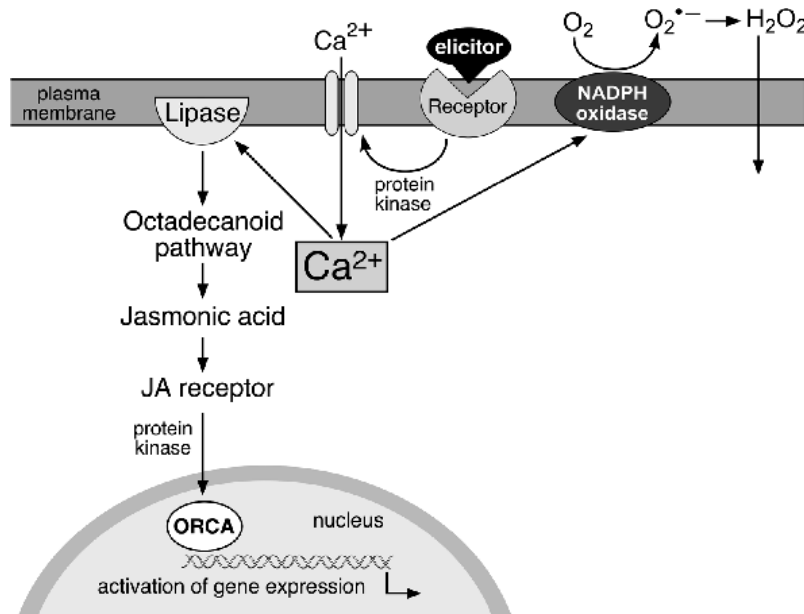 O₂
O₂•−
H₂O₂
Ca²⁺
elicitor
plasma
membrane
Lipase
Receptor
NADPH
oxidase
protein
kinase
Octadecanoid
pathway
Ca²⁺
Jasmonic acid
JA receptor
protein
kinase
ORCA
nucleus
activation of gene expression